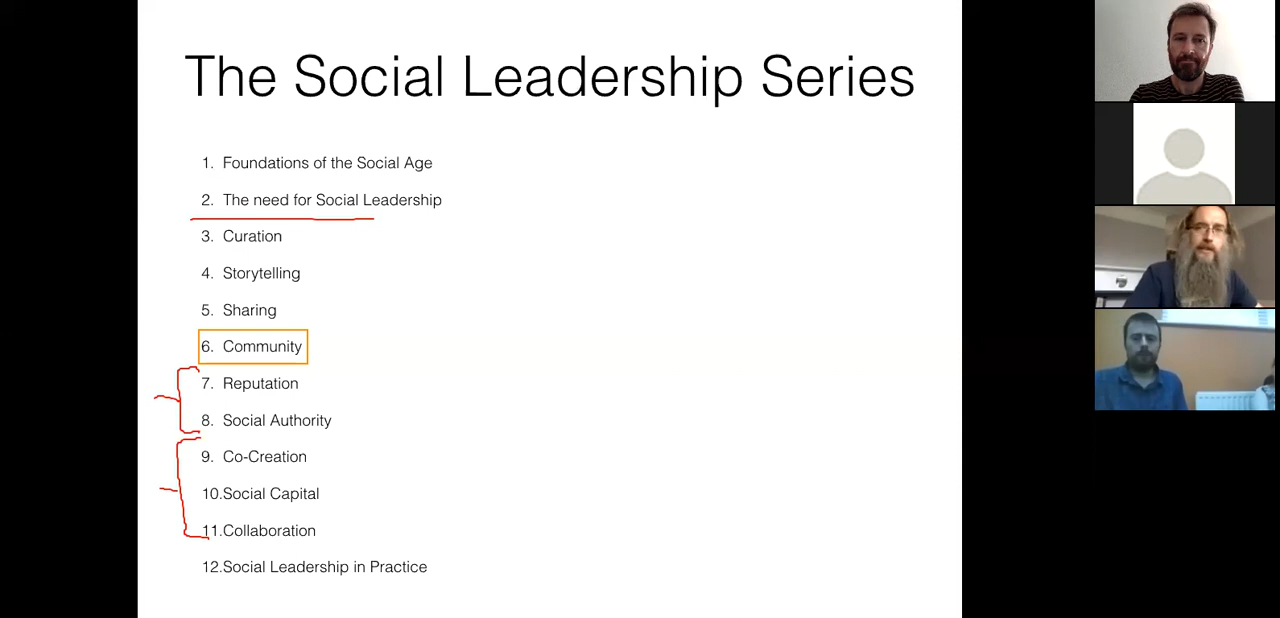 The Social Leadership Series
1. Foundations of the Social Age
2. The need for Social Leadership
3. Curation
4. Storytelling
5. Sharing
6. Community
7. Reputation
8. Social Authority
9. Co-Creation
10.Social Capital
11.Collaboration
12.Social Leadership in Practice